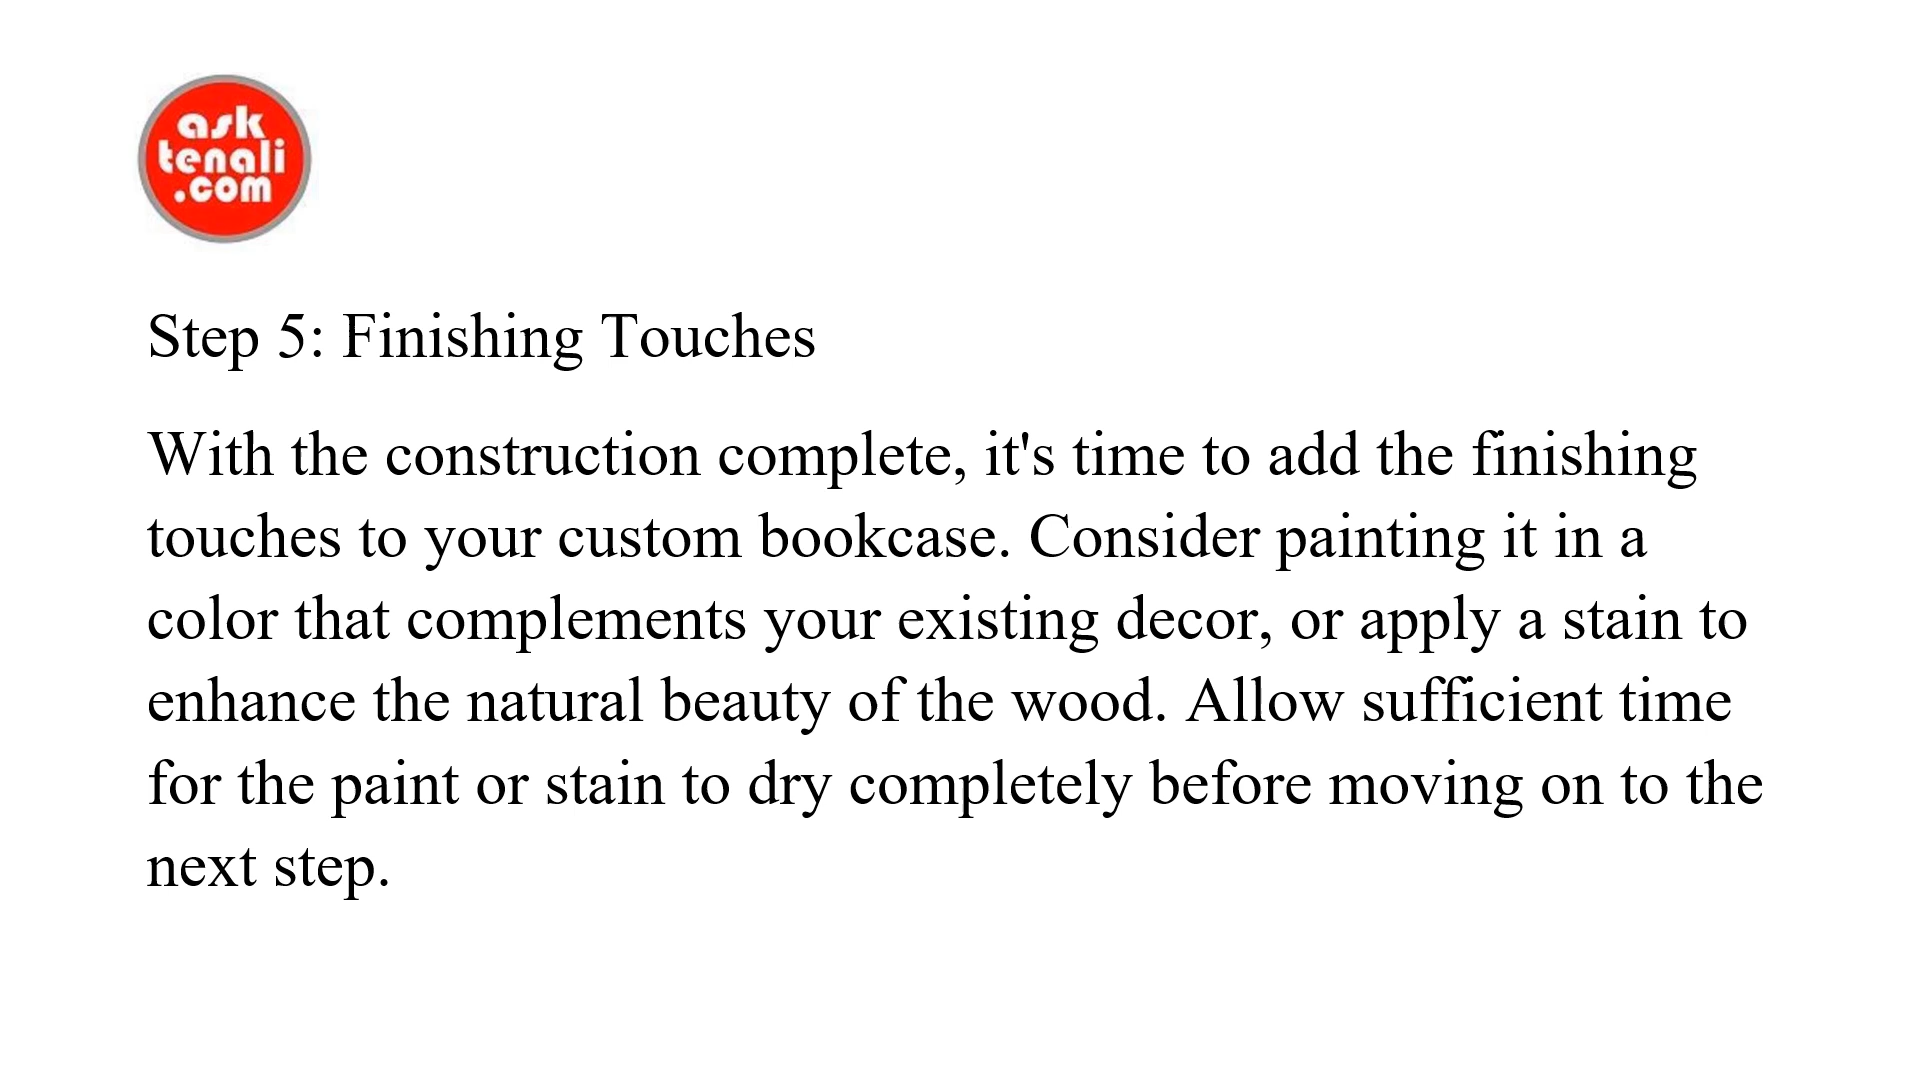 ask
tenali
.com
Step 5: Finishing Touches
With the construction complete, it's time to add the finishing
touches to your custom bookcase. Consider painting it in a
color that complements your existing decor, or apply a stain to
enhance the natural beauty of the wood. Allow sufficient time
for the paint or stain to dry completely before moving on to the
next step.